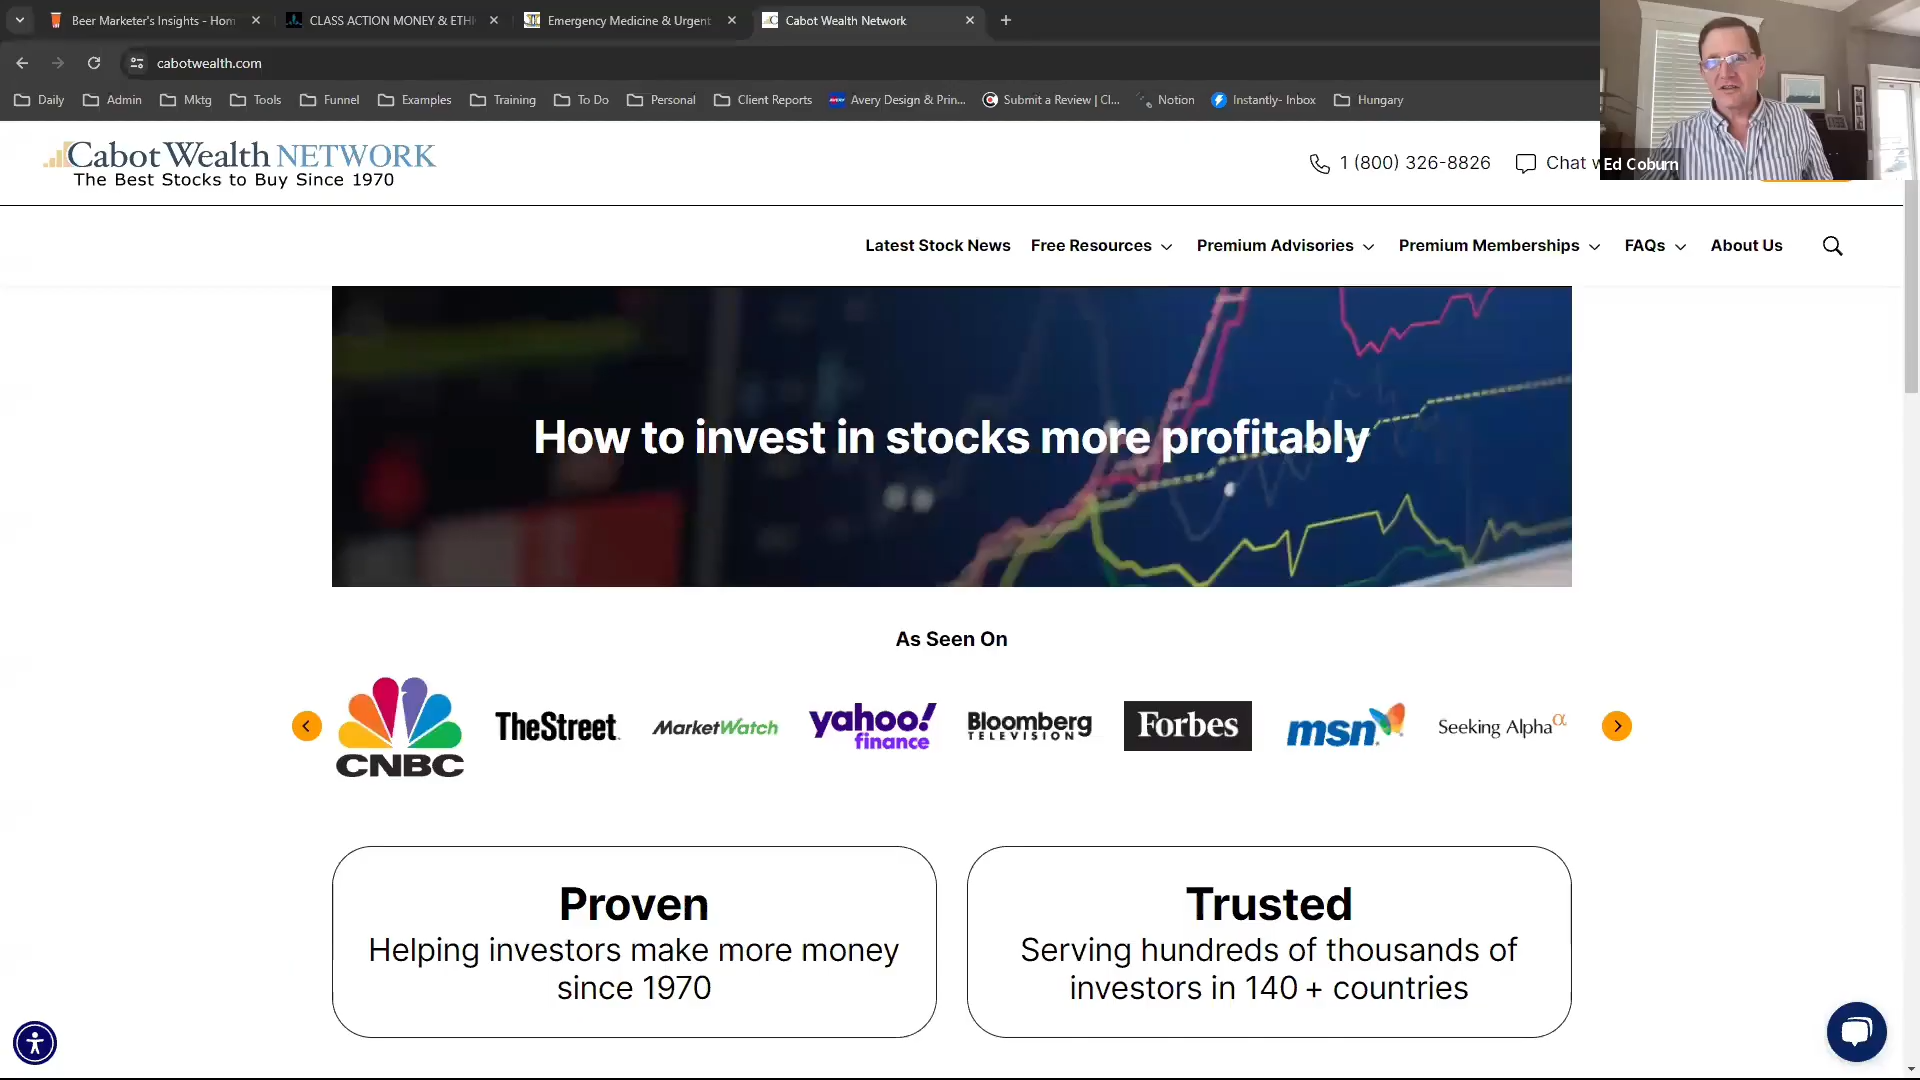 Beer Marketer's Insights - Hom
CLASS ACTION MONEY & ETHI
Emergency Medicine & Urgent
Cabot Wealth Network
cabotwealth.com
Daily
Admin
Mktg
Tools
Funnel
Examples
Training
To Do
Personal
Client Reports
Avery Design & Prin...
Submit a Review | Cl...
Notion
Instantly- Inbox
Hungary
Cabot Wealth NETWORK
The Best Stocks to Buy Since 1970
1 (800) 326-8826
Chat w
Ed Coburn
Latest Stock News
Free Resources
Premium Advisories
Premium Memberships
FAQs
About Us
How to invest in stocks more profitably
As Seen On
CNBC
TheStreet
MarketWatch
yahoo!
finance
Bloomberg
TELEVISION
Forbes
msn
Seeking Alphaα
Proven
Helping investors make more money
since 1970
Trusted
Serving hundreds of thousands of
investors in 140 + countries